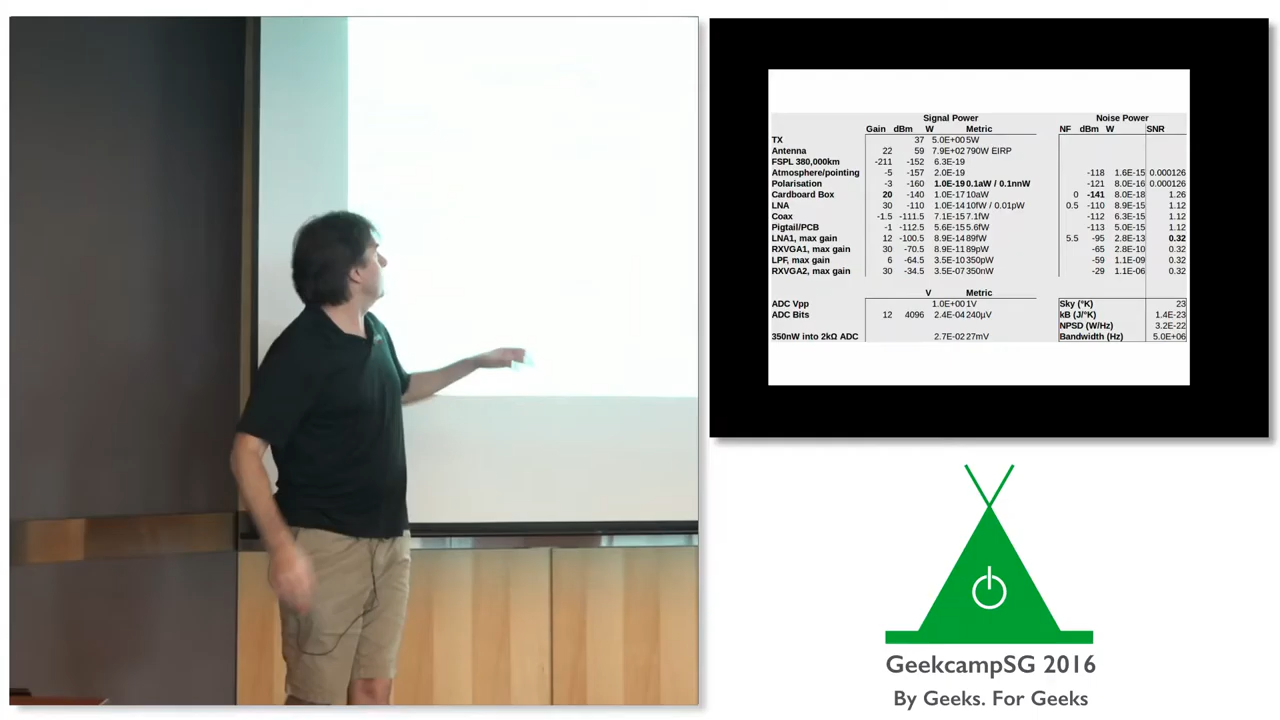 Signal Power Noise Power
Gain dBm W Metric NF dBm W SNR
TX 37 5.0E+00 5W
Antenna 22 59 7.9E+02 790W EIRP
FSPL 380,000km -211 -152 6.3E-19
Atmosphere/pointing -5 -157 2.0E-19 -118 1.6E-15 0.000126
Polarisation -3 -160 1.0E-19 0.1aW / 0.1nnW -121 8.0E-16 0.000126
Cardboard Box 20 -140 1.0E-17 10aW 0 -141 8.0E-18 1.26
LNA 30 -110 1.0E-14 10fW / 0.01pW 0.5 -110 8.9E-15 1.12
Coax -1.5 -111.5 7.1E-15 7.1fW -112 6.3E-15 1.12
Pigtail/PCB -1 -112.5 5.6E-15 5.6fW -113 5.0E-15 1.12
LNA1, max gain 12 -100.5 8.9E-14 89fW 5.5 -95 2.8E-13 0.32
RXVGA1, max gain 30 -70.5 8.9E-11 89pW -65 2.8E-10 0.32
LPF, max gain 6 -64.5 3.5E-10 350pW -59 1.1E-09 0.32
RXVGA2, max gain 30 -34.5 3.5E-07 350nW -29 1.1E-06 0.32
V Metric
ADC Vpp 1.0E+00 1V Sky (°K) 23
ADC Bits 12 4096 2.4E-04 240µV kB (J/°K) 1.4E-23
NPSD (W/Hz) 3.2E-22
350nW into 2kΩ ADC 2.7E-02 27mV Bandwidth (Hz) 5.0E+06
GeekcampSG 2016
By Geeks. For Geeks